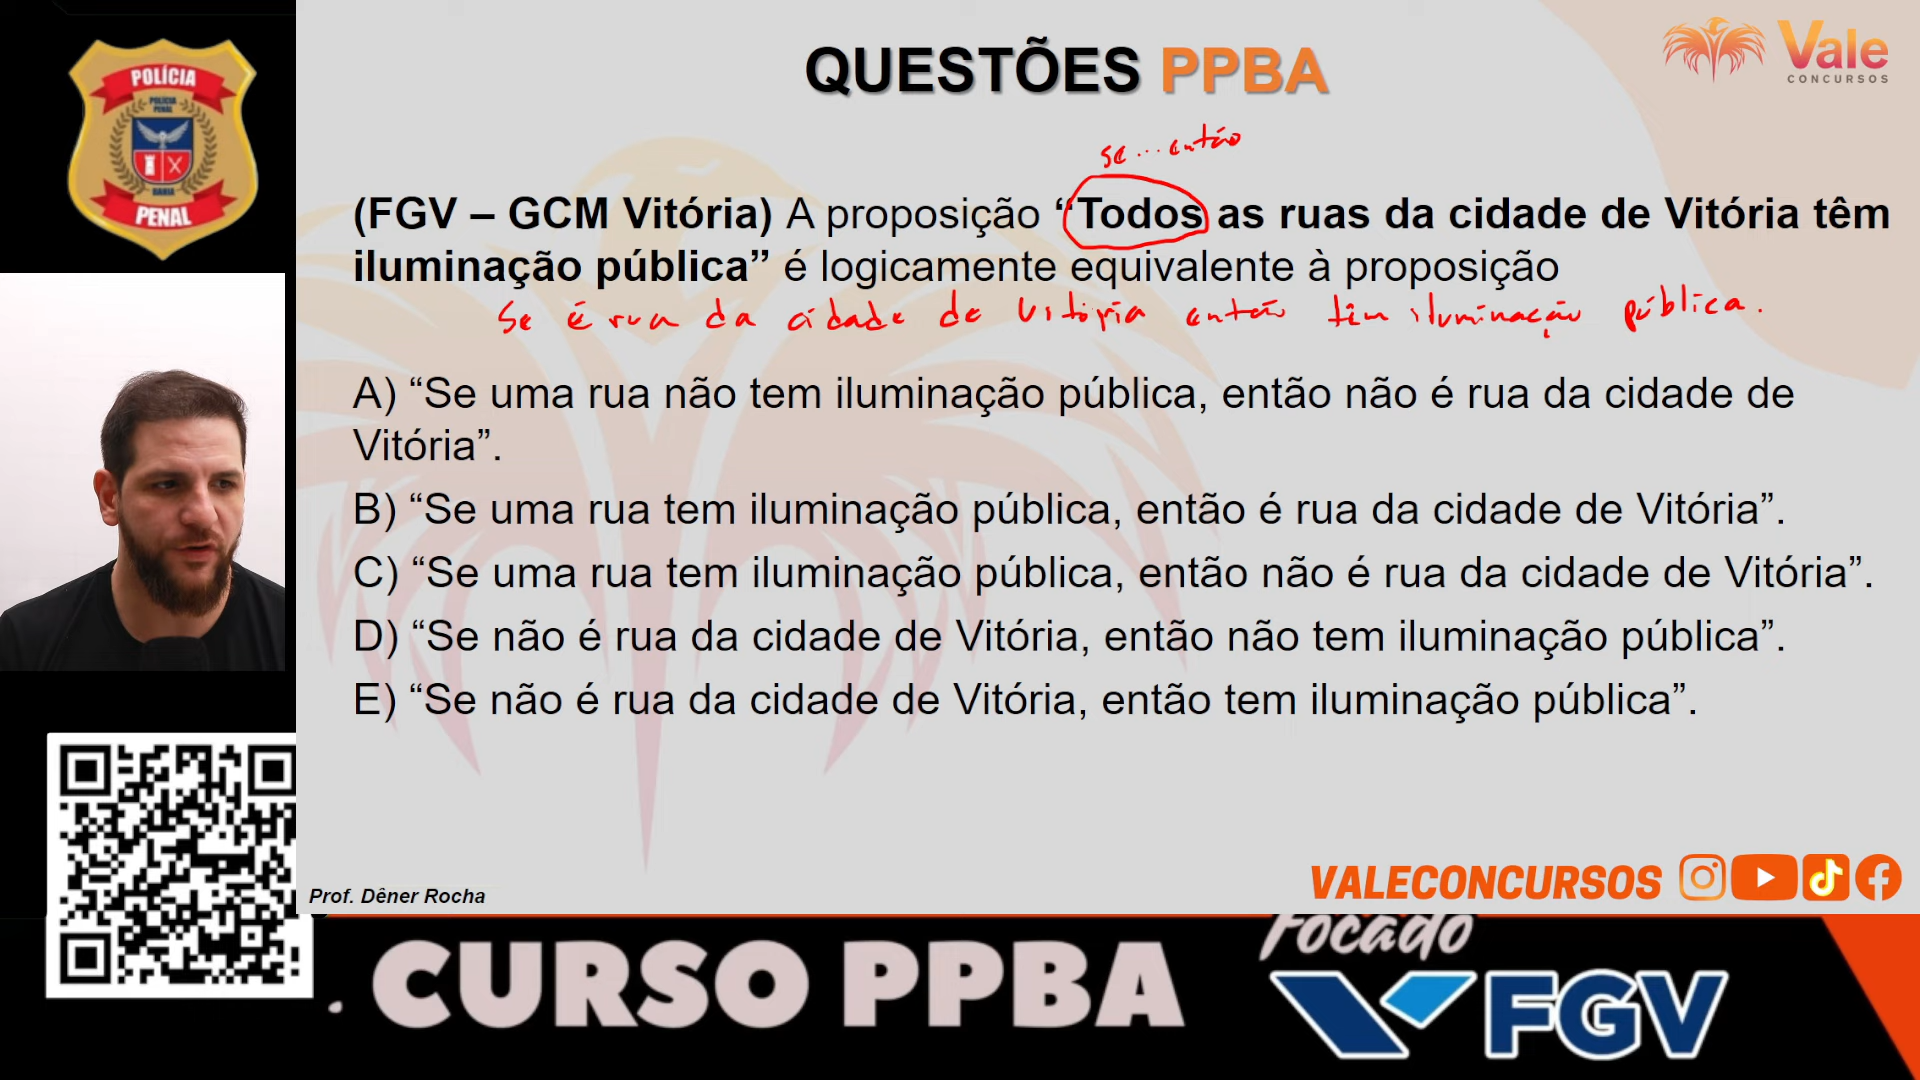 POLÍCIA
POLÍCIA
PENAL
BAHIA
PENAL
QUESTÕES PPBA
Vale
CONCURSOS
se... então
(FGV – GCM Vitória) A proposição “Todos as ruas da cidade de Vitória têm
iluminação pública” é logicamente equivalente à proposição
Se é rua da cidade de Vitória então têm iluminação pública.
A) “Se uma rua não tem iluminação pública, então não é rua da cidade de
Vitória”.
B) “Se uma rua tem iluminação pública, então é rua da cidade de Vitória”.
C) “Se uma rua tem iluminação pública, então não é rua da cidade de Vitória”.
D) “Se não é rua da cidade de Vitória, então não tem iluminação pública”.
E) “Se não é rua da cidade de Vitória, então tem iluminação pública”.
Prof. Dêner Rocha
VALECONCURSOS
. CURSO PPBA
Focado
FGV